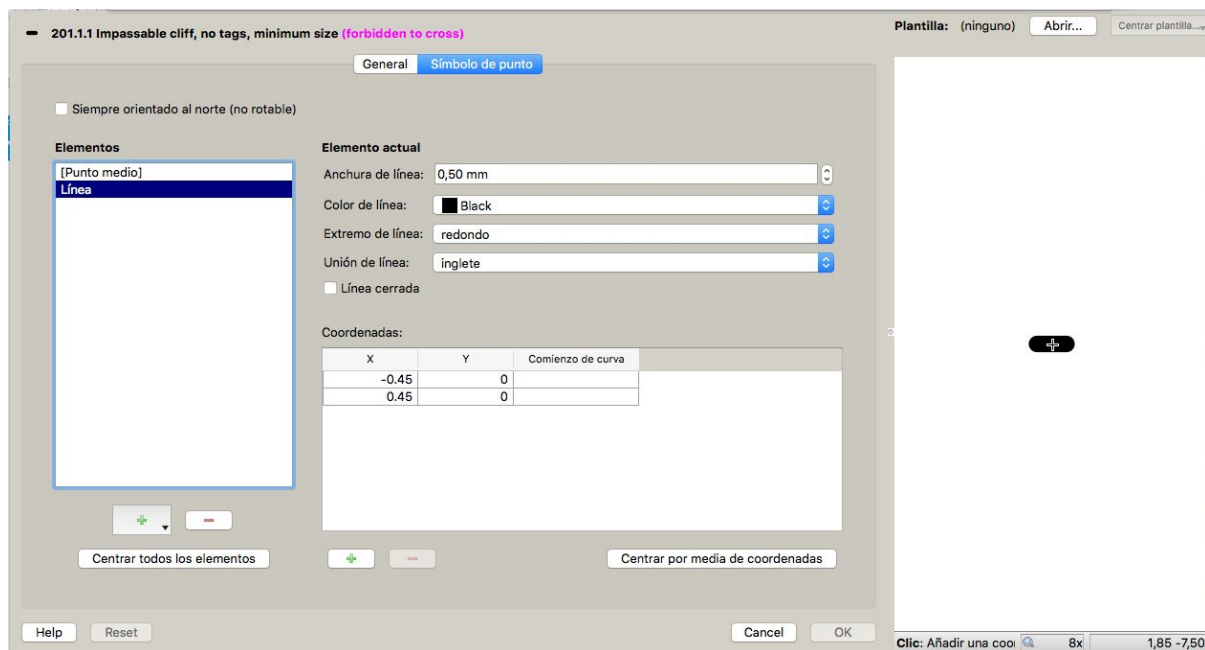 201.1.1 Impassable cliff, no tags, minimum size (forbidden to cross)
General
Símbolo de punto
Siempre orientado al norte (no rotable)
Elementos
[Punto medio]
Línea
Centrar todos los elementos
Elemento actual
Anchura de línea: 0,50 mm
Color de línea: Black
Extremo de línea: redondo
Unión de línea: inglete
Línea cerrada
Coordenadas:
X Y Comienzo de curva
-0.45 0
0.45 0
Centrar por media de coordenadas
Help Reset Cancel OK
Plantilla: (ninguno) Abrir... Centrar plantilla...
Clic: Añadir una coor 8x 1,85 -7,50